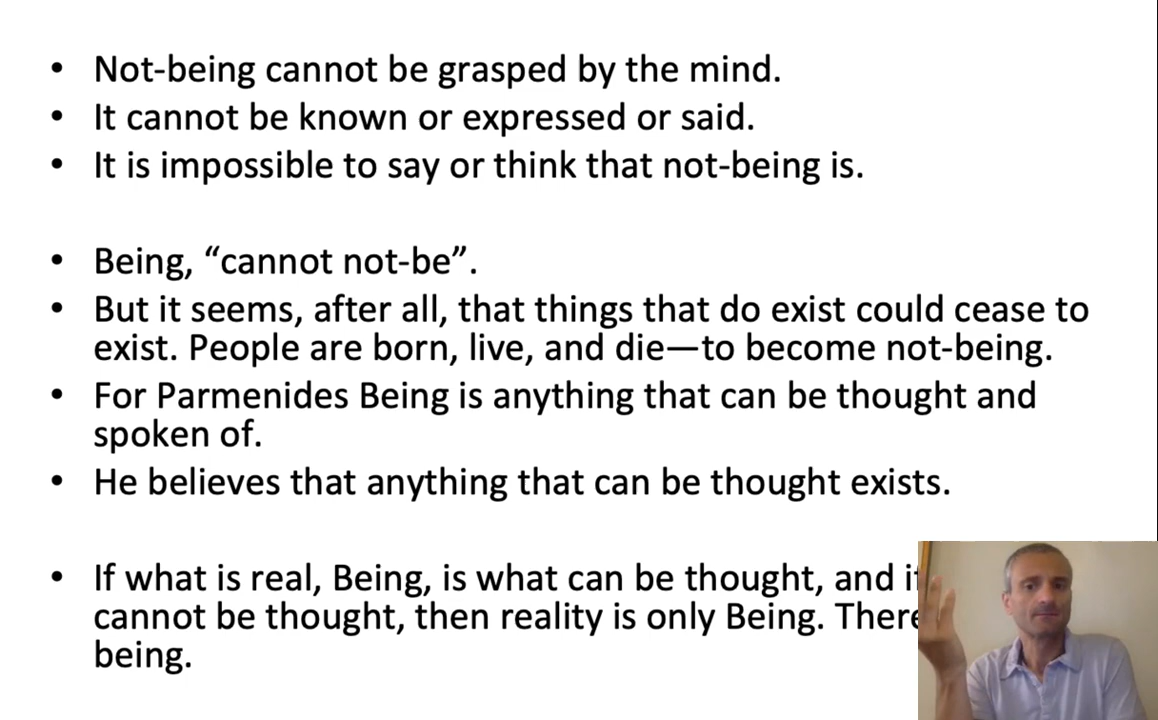 • Not-being cannot be grasped by the mind.
• It cannot be known or expressed or said.
• It is impossible to say or think that not-being is.
• Being, “cannot not-be”.
• But it seems, after all, that things that do exist could cease to
exist. People are born, live, and die—to become not-being.
• For Parmenides Being is anything that can be thought and
spoken of.
• He believes that anything that can be thought exists.
• If what is real, Being, is what can be thought, and
cannot be thought, then reality is only Being.
being.